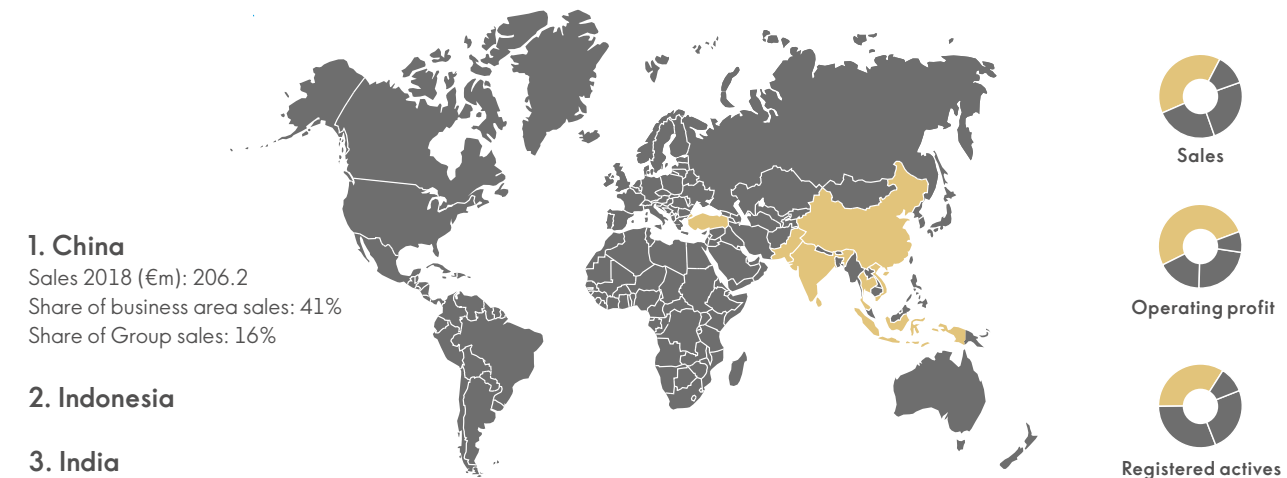 1. China
Sales 2018 (€m): 206.2
Share of business area sales: 41%
Share of Group sales: 16%
2. Indonesia
3. India
Sales
Operating profit
Registered actives